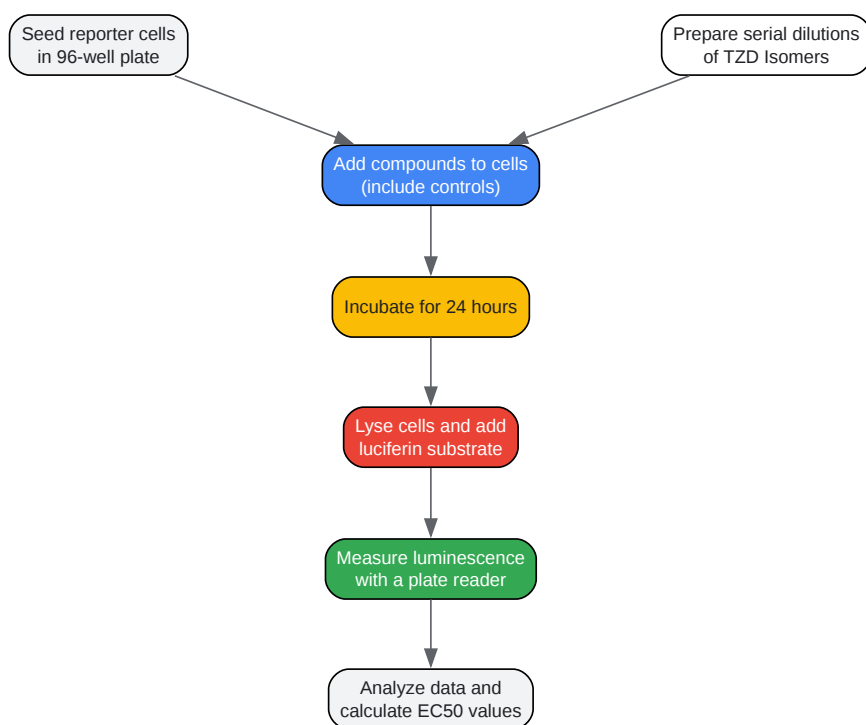 Seed reporter cells
in 96-well plate
Prepare serial dilutions
of TZD Isomers
Add compounds to cells
(include controls)
Incubate for 24 hours
Lyse cells and add
luciferin substrate
Measure luminescence
with a plate reader
Analyze data and
calculate EC50 values